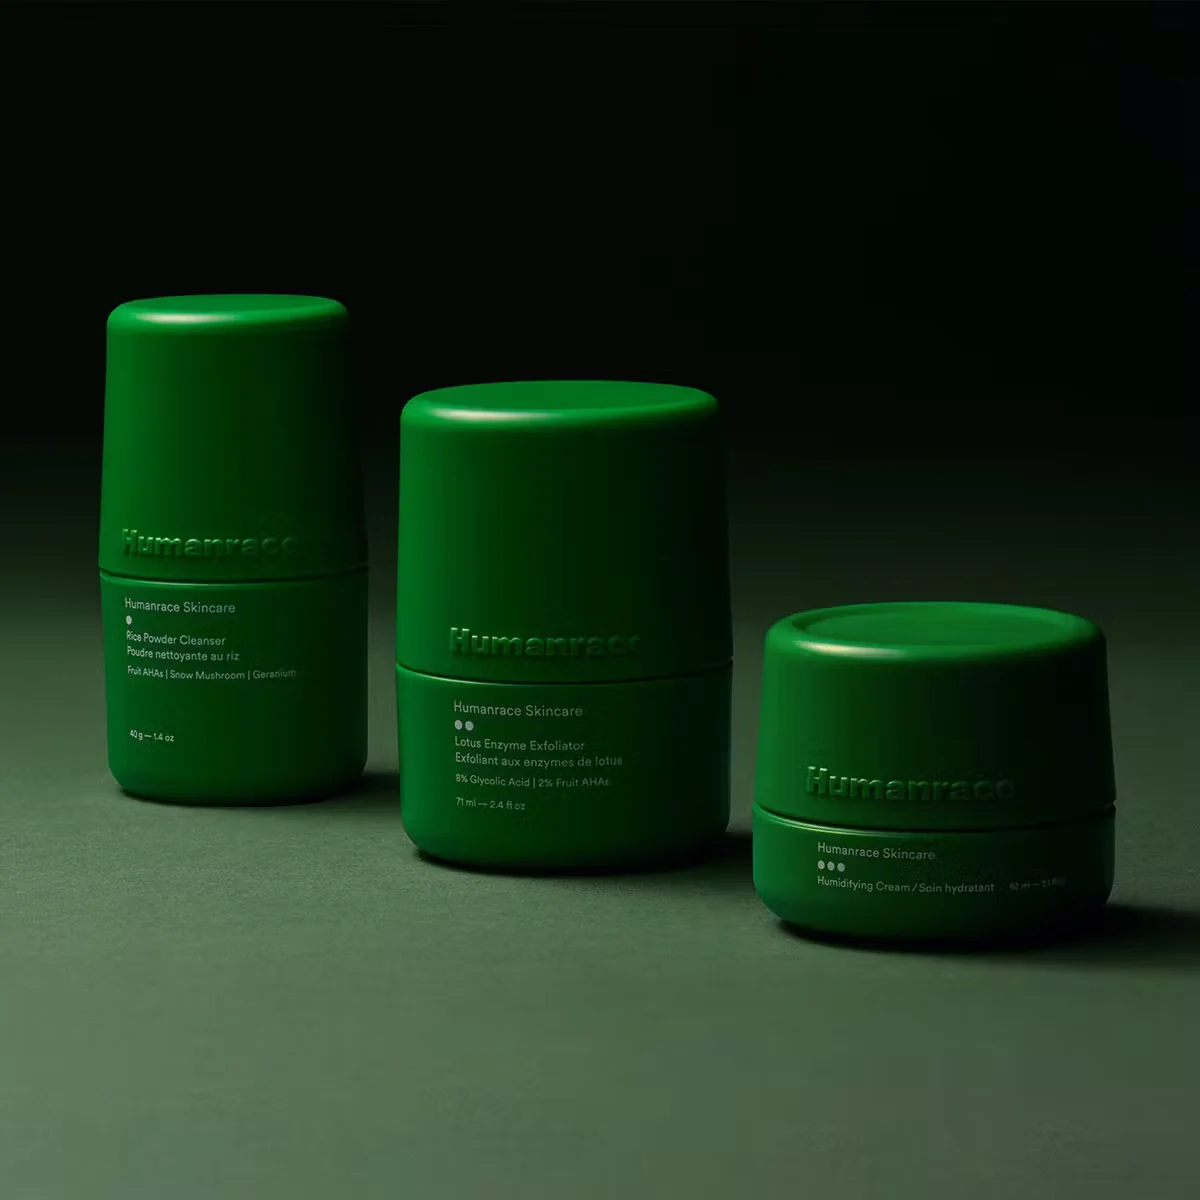 Humanrace
Humanrace Skincare
Rice Powder Cleanser
Poudre nettoyante au riz
Fruit AHAs | Snow Mushroom | Geranium
40 g — 1.4 oz
Humanrace
Humanrace Skincare
Lotus Enzyme Exfoliator
Exfoliant aux enzymes de lotus
8% Glycolic Acid | 2% Fruit AHAs
71 ml — 2.4 fl oz
Humanrace
Humanrace Skincare
Humidifying Cream / Soin hydratant